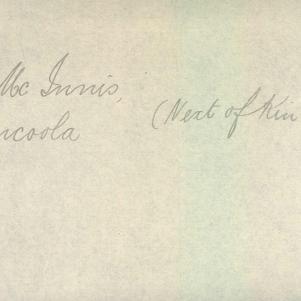 Mc Innis,
(Next of Kin
ncoola